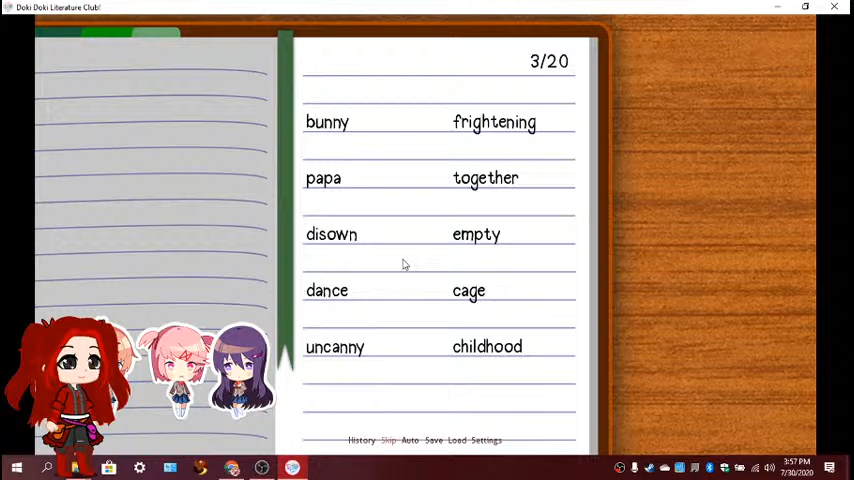 Doki Doki Literature Club!
3/20
bunny frightening
papa together
disown empty
dance cage
uncanny childhood
History Skip Auto Save Load Settings
3:57 PM
7/30/2020